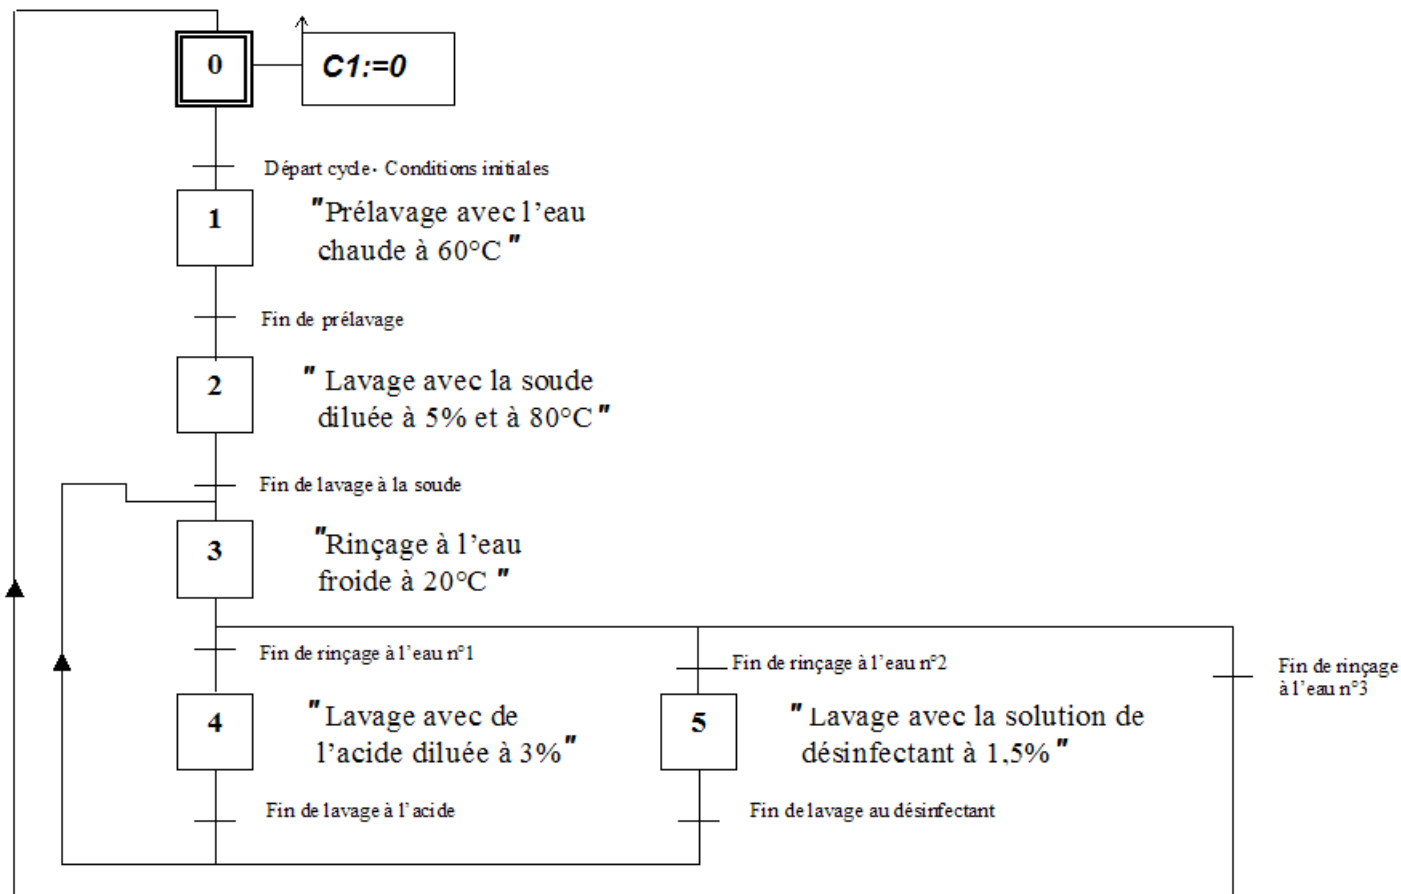 0
C1:=0
Départ cycle· Conditions initiales
1
"Prélavage avec l'eau
chaude à 60°C"
Fin de prélavage
2
" Lavage avec la soude
diluée à 5% et à 80°C"
Fin de lavage à la soude
3
"Rinçage à l'eau
froide à 20°C "
Fin de rinçage à l'eau n°1
Fin de rinçage à l'eau n°2
Fin de rinçage
à l'eau n°3
4
"Lavage avec de
l'acide diluée à 3%"
5
" Lavage avec la solution de
désinfectant à 1,5% "
Fin de lavage à l'acide
Fin de lavage au désinfectant